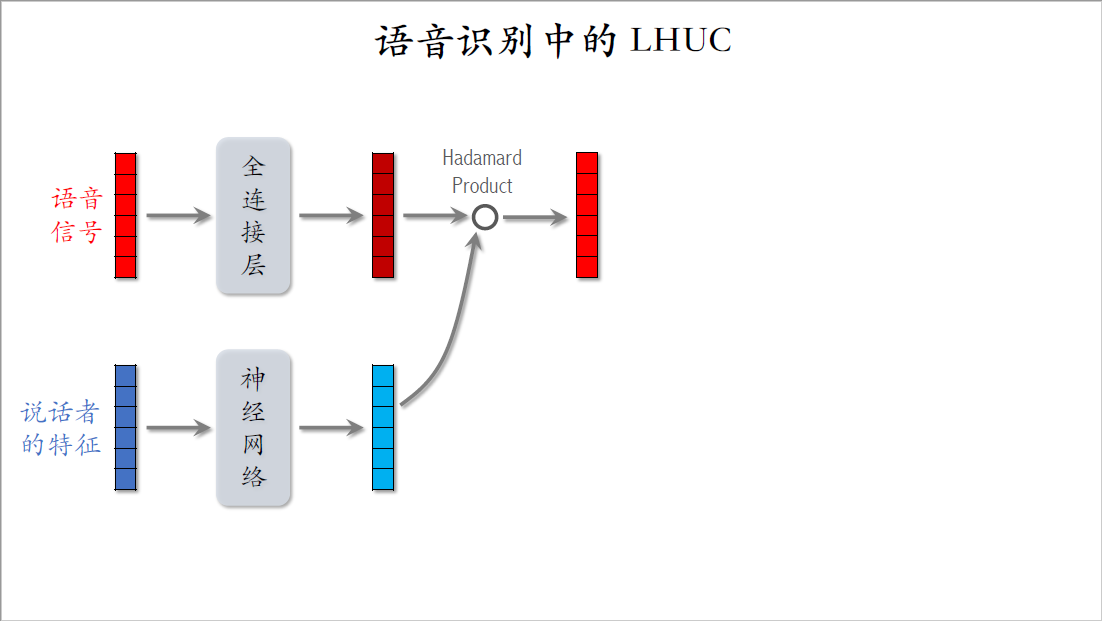 语音识别中的 LHUC
语音
信号
全
连
接
层
Hadamard
Product
说话者
的特征
神
经
网
络